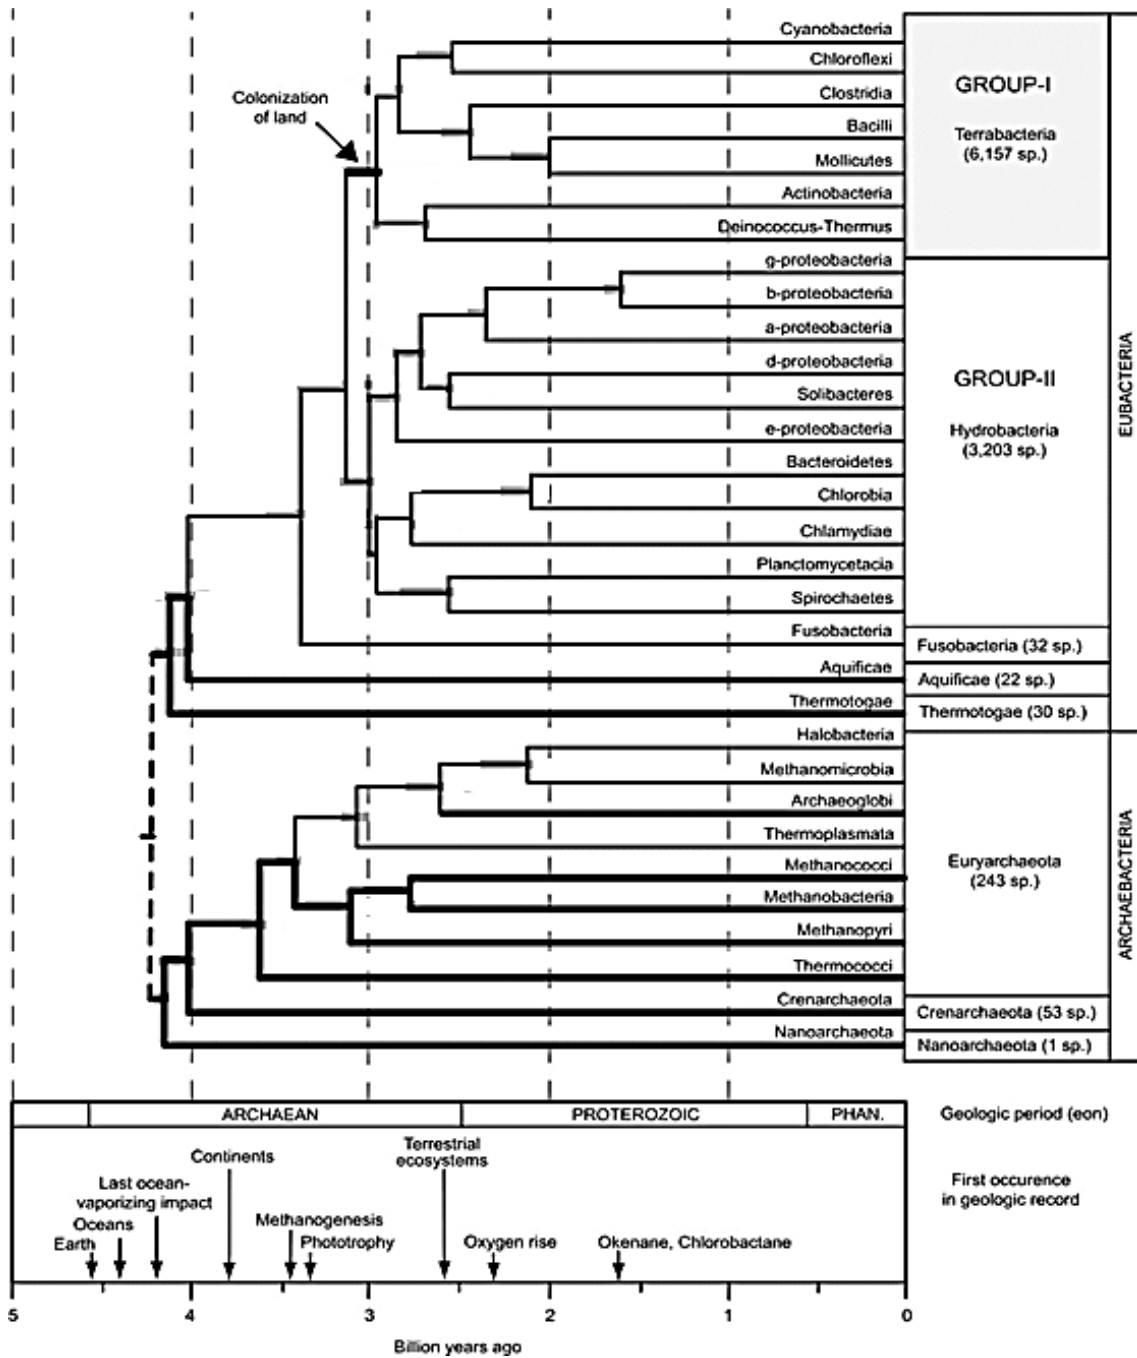 Cyanobacteria
Chloroflexi
Clostridia
Bacilli
Mollicutes
Actinobacteria
Deinococcus-Thermus
g-proteobacteria
b-proteobacteria
a-proteobacteria
d-proteobacteria
Solibacteres
e-proteobacteria
Bacteroidetes
Chlorobia
Chlamydiae
Planctomycetacia
Spirochaetes
Fusobacteria
Aquificae
Thermotogae
Halobacteria
Methanomicrobia
Archaeoglobi
Thermoplasmata
Methanococci
Methanobacteria
Methanopyri
Thermococci
Crenarchaeota
Nanoarchaeota
Colonization
of land
GROUP-I
Terrabacteria
(6,157 sp.)
GROUP-II
Hydrobacteria
(3,203 sp.)
Fusobacteria (32 sp.)
Aquificae (22 sp.)
Thermotogae (30 sp.)
Euryarchaeota
(243 sp.)
Crenarchaeota (53 sp.)
Nanoarchaeota (1 sp.)
EUBACTERIA
ARCHAEBACTERIA
ARCHAEAN
PROTEROZOIC
PHAN.
Geologic period (eon)
Continents
Terrestrial
ecosystems
Last ocean-
vaporizing impact
Oceans
Earth
Methanogenesis
Phototrophy
Oxygen rise
Okenane, Chlorobactane
First occurence
in geologic record
5 4 3 2 1 0
Billion years ago